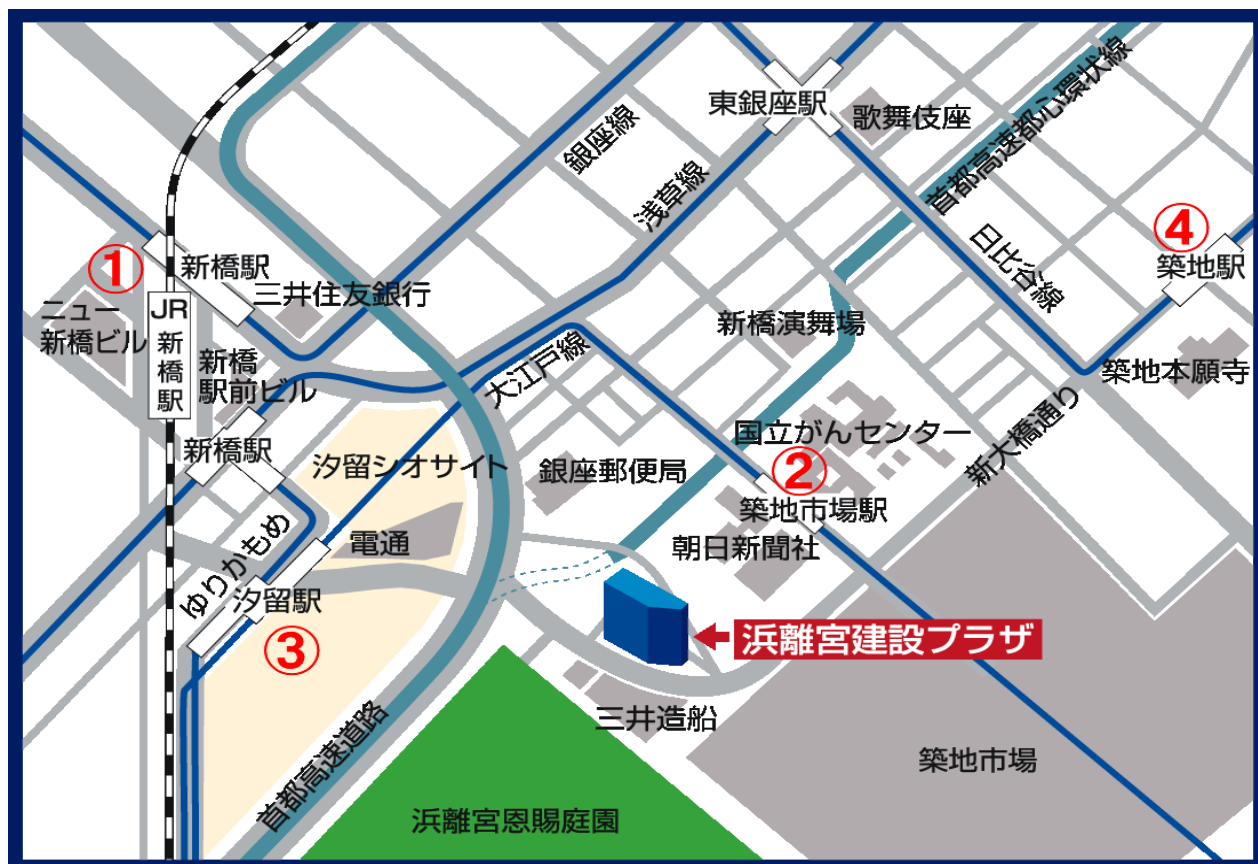 東銀座駅
歌舞伎座
首都高速都心環状線
銀座線
浅草線
日比谷線
④
築地駅
①
新橋駅
三井住友銀行
ニュー
新橋ビル
JR
新橋駅
新橋
駅前ビル
大江戸線
新橋演舞場
築地本願寺
新大橋通り
国立がんセンター
②
築地市場駅
新橋駅
汐留シオサイト
銀座郵便局
電通
朝日新聞社
ゆりかもめ
汐留駅
③
浜離宮建設プラザ
三井造船
首都高速道路
築地市場
浜離宮恩賜庭園